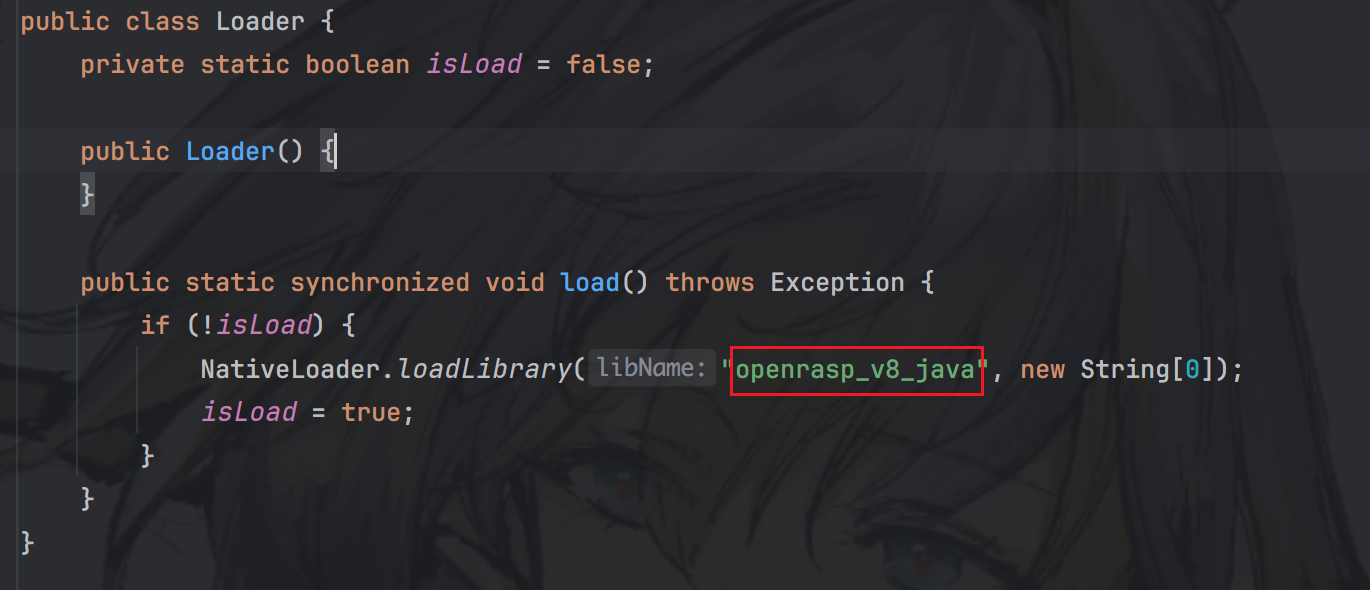 public class Loader {
    private static boolean isLoad = false;
    public Loader() {
    }
    public static synchronized void load() throws Exception {
        if (!isLoad) {
            NativeLoader.loadLibrary( libName: "openrasp_v8_java", new String[0]);
            isLoad = true;
        }
    }
}